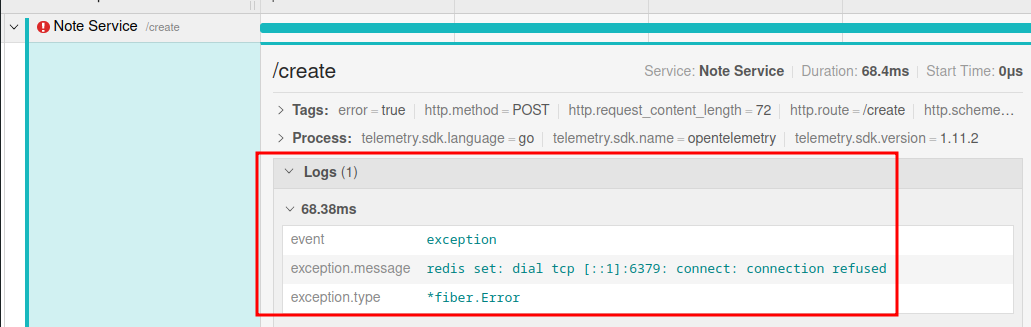 Note Service /create
/create Service: Note Service Duration: 68.4ms Start Time: 0μs
Tags: error = true http.method = POST http.request_content_length = 72 http.route = /create http.scheme…
Process: telemetry.sdk.language = go telemetry.sdk.name = opentelemetry telemetry.sdk.version = 1.11.2
Logs (1)
68.38ms
event exception
exception.message redis set: dial tcp [::1]:6379: connect: connection refused
exception.type *fiber.Error